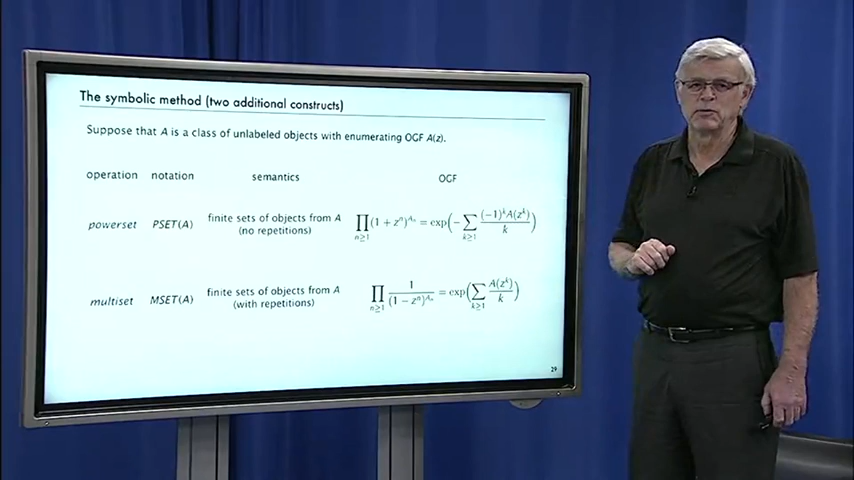 The symbolic method (two additional constructs)
Suppose that A is a class of unlabeled objects with enumerating OGF A(z).
operation notation semantics OGF
powerset PSET(A) finite sets of objects from A (no repetitions) ∏_{n≥1} (1 + z^n)^{A_n} = exp(−∑_{k≥1} (−1)^k A(z^k) / k)
multiset MSET(A) finite sets of objects from A (with repetitions) ∏_{n≥1} 1 / (1 − z^n)^{A_n} = exp(∑_{k≥1} A(z^k) / k)
29